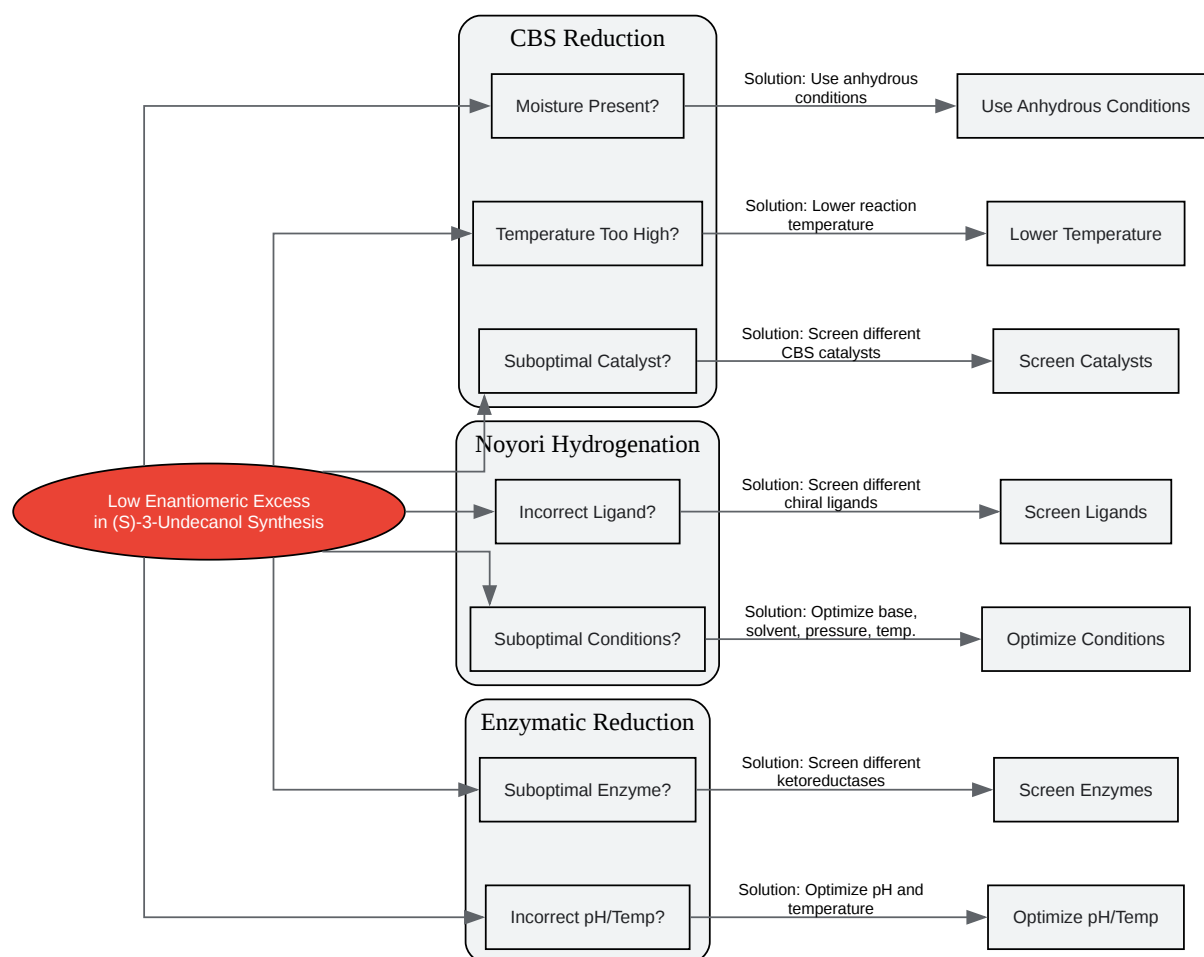 CBS Reduction
Moisture Present?
Solution: Use anhydrous
conditions
Use Anhydrous Conditions
Temperature Too High?
Solution: Lower reaction
temperature
Lower Temperature
Suboptimal Catalyst?
Solution: Screen different
CBS catalysts
Screen Catalysts
Low Enantiomeric Excess
in (S)-3-Undecanol Synthesis
Noyori Hydrogenation
Incorrect Ligand?
Solution: Screen different
chiral ligands
Screen Ligands
Suboptimal Conditions?
Solution: Optimize base,
solvent, pressure, temp.
Optimize Conditions
Enzymatic Reduction
Suboptimal Enzyme?
Solution: Screen different
ketoreductases
Screen Enzymes
Incorrect pH/Temp?
Solution: Optimize pH and
temperature
Optimize pH/Temp